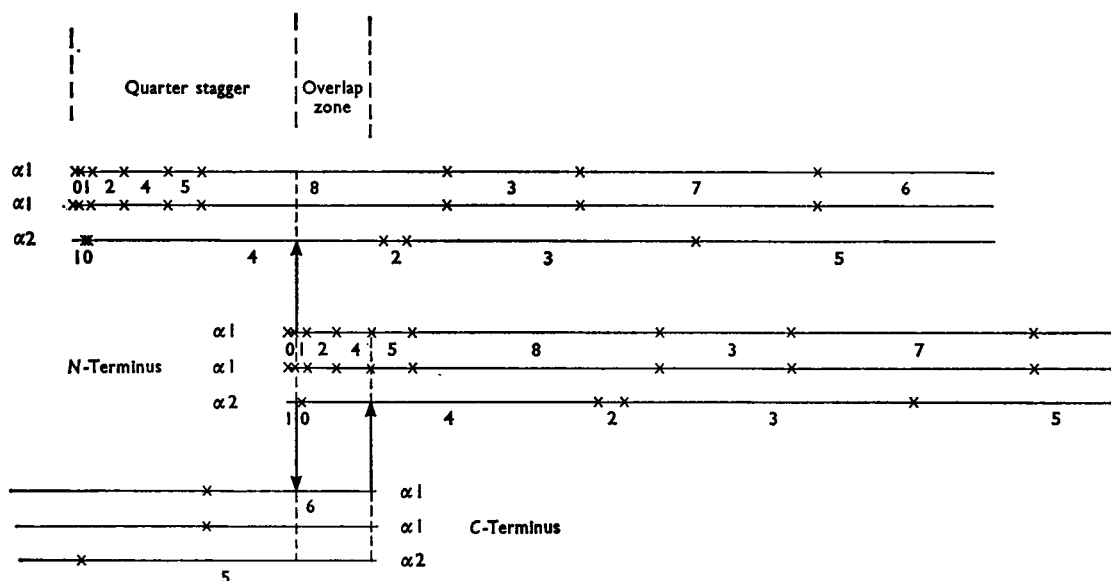 Quarter stagger Overlap
zone
α1
01 2 4 5 8 3 7 6
α1
α2
10 4 2 3 5
α1
01 2 4 5 8 3 7
N-Terminus α1
α2
10 4 2 3 5
α1
6
α1 C-Terminus
α2
5